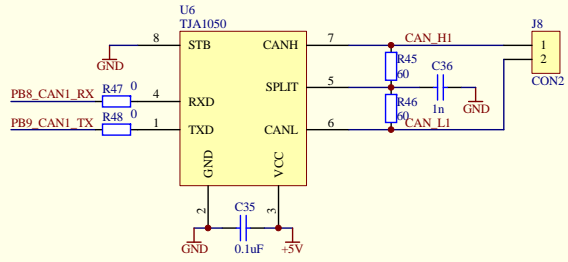 U6
TJA1050
J8
8 STB CANH 7 CAN_H1
1
GND
R45
60
C36
2
R47 0
SPLIT 5
CON2
PB8_CAN1_RX 4 RXD
R46
60
1n
GND
R48 0
PB9_CAN1_TX 1 TXD CANL 6 CAN_L1
GND VCC
2 3
C35
GND 0.1uF +5V